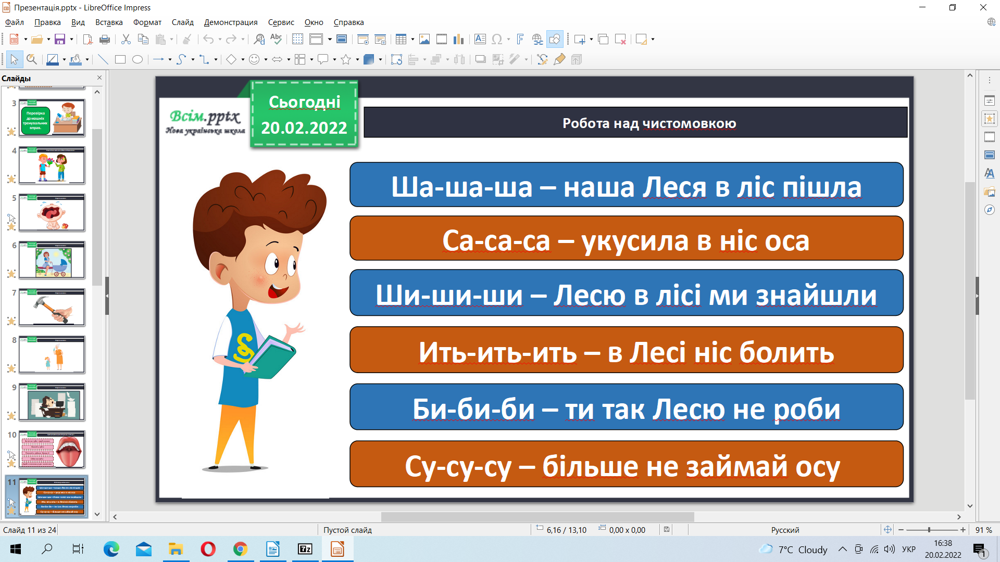 Презентація.pptx - LibreOffice Impress
Файл Правка Вид Вставка Формат Слайд Демонстрация Сервис Окно Справка
Слайды
3
Перевірка
домашніх
тренувальних
вправ.
4
5
6
7
8
9
10
11
Всім.pptx
Нова українська школа
Сьогодні
20.02.2022
Робота над чистомовкою
Ша-ша-ша – наша Леся в ліс пішла
Са-са-са – укусила в ніс оса
Ши-ши-ши – Лесю в лісі ми знайшли
Ить-ить-ить – в Лесі ніс болить
Би-би-би – ти так Лесю не роби
Су-су-су – більше не займай осу
Слайд 11 из 24
Пустой слайд
6,16 / 13,10
0,00 x 0,00
Русский
91 %
7°C Cloudy
УКР
16:38
20.02.2022
1